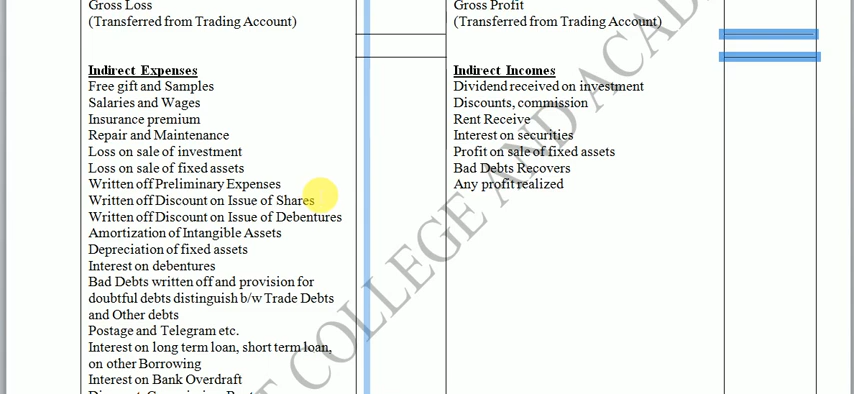 Gross Loss
(Transferred from Trading Account)
Indirect Expenses
Free gift and Samples
Salaries and Wages
Insurance premium
Repair and Maintenance
Loss on sale of investment
Loss on sale of fixed assets
Written off Preliminary Expenses
Written off Discount on Issue of Shares
Written off Discount on Issue of Debentures
Amortization of Intangible Assets
Depreciation of fixed assets
Interest on debentures
Bad Debts written off and provision for
doubtful debts distinguish b/w Trade Debts
and Other debts
Postage and Telegram etc.
Interest on long term loan, short term loan,
on other Borrowing
Interest on Bank Overdraft
Gross Profit
(Transferred from Trading Account)
Indirect Incomes
Dividend received on investment
Discounts, commission
Rent Receive
Interest on securities
Profit on sale of fixed assets
Bad Debts Recovers
Any profit realized
COLLEGE AND ACAD